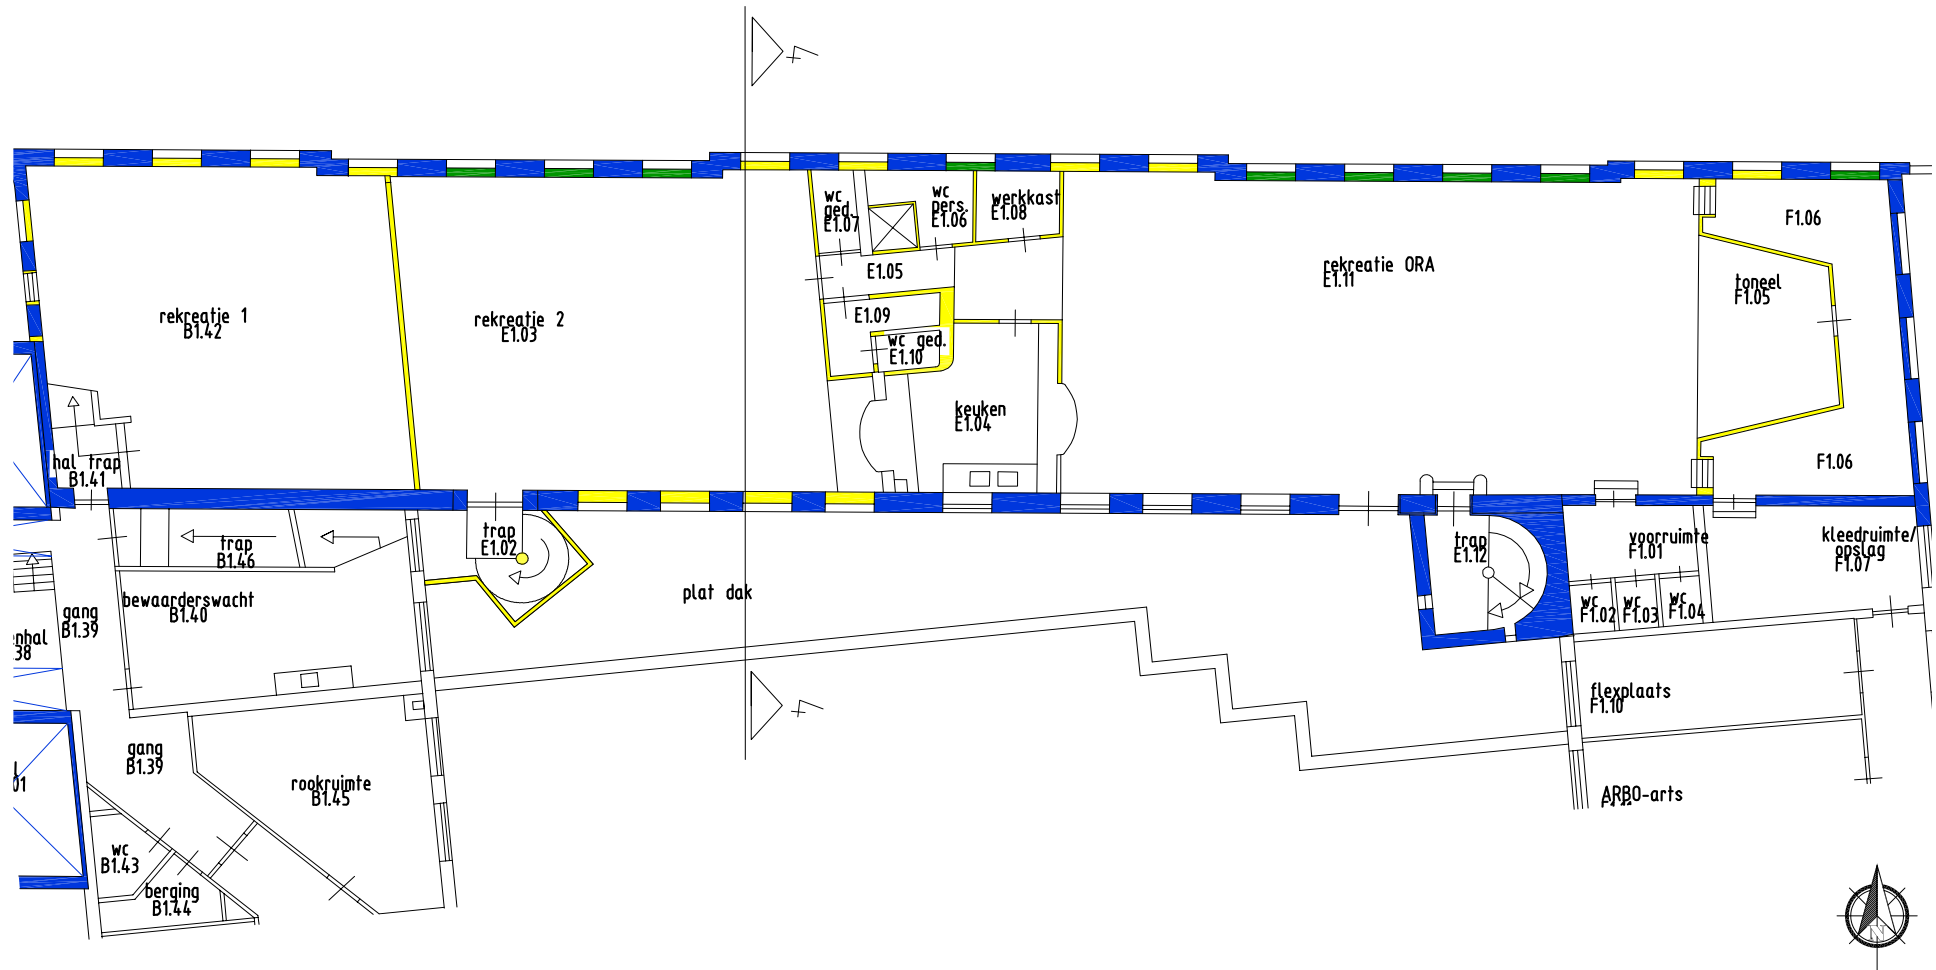 rekreatie 1
B1.42
rekreatie 2
E1.03
wc
ged.
E1.07
wc
pers.
E1.06
werkkast
E1.08
E1.05
E1.09
wc ged.
E1.10
keuken
E1.04
rekreatie ORA
E1.11
F1.06
toneel
F1.05
F1.06
hal trap
B1.41
trap
B1.46
bewaarderswacht
B1.40
gang
B1.39
enhal
.38
trap
E1.02
plat dak
trap
E1.12
voorruimte
F1.01
wc
F1.02
wc
F1.03
wc
F1.04
kleedruimte/
opslag
F1.07
flexplaats
F1.10
ARBO-arts
gang
B1.39
rookruimte
B1.45
wc
B1.43
berging
B1.44
l
01
N